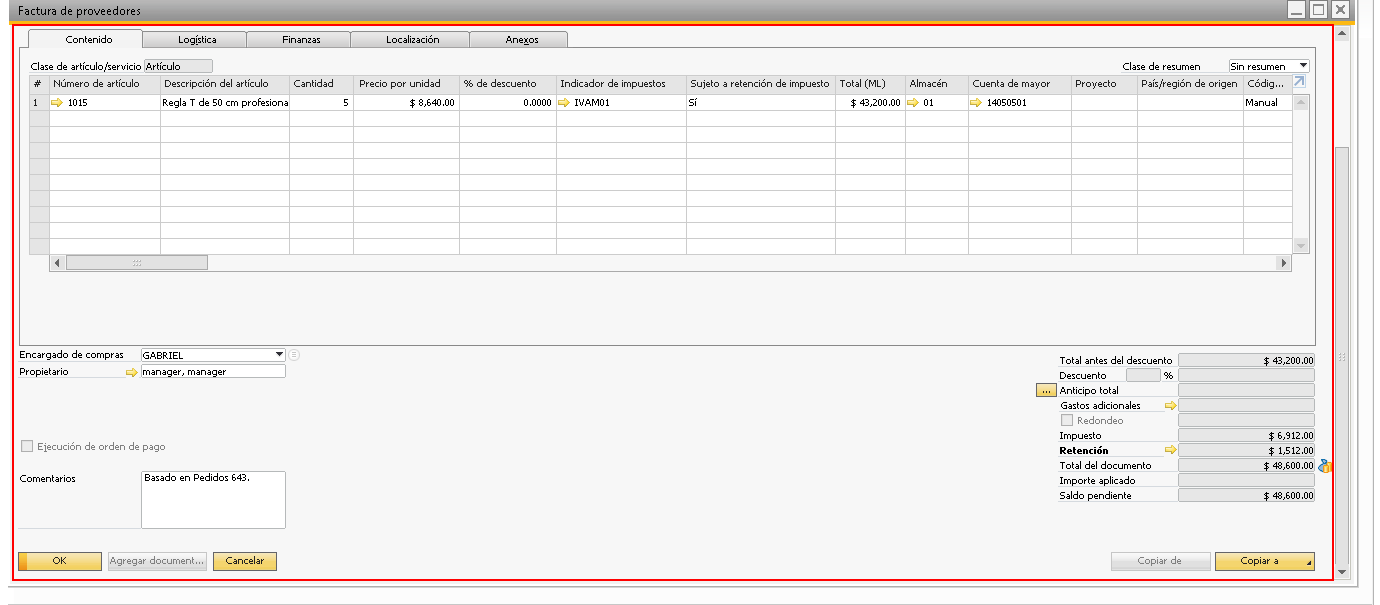 Factura de proveedores
Contenido Logística Finanzas Localización Anexos
Clase de artículo/servicio Artículo Clase de resumen Sin resumen
# Número de artículo Descripción del artículo Cantidad Precio por unidad % de descuento Indicador de impuestos Sujeto a retención de impuesto Total (ML) Almacén Cuenta de mayor Proyecto País/región de origen Códig...
1 1015 Regla T de 50 cm profesiona 5 $ 8,640.00 0.0000 IVAM01 Sí $ 43,200.00 01 14050501 Manual
Encargado de compras GABRIEL
Propietario manager, manager
Ejecución de orden de pago
Comentarios Basado en Pedidos 643.
Total antes del descuento $ 43,200.00
Descuento %
... Anticipo total
Gastos adicionales
Redondeo
Impuesto $ 6,912.00
Retención $ 1,512.00
Total del documento $ 48,600.00
Importe aplicado
Saldo pendiente $ 48,600.00
OK Agregar document... Cancelar Copiar de Copiar a